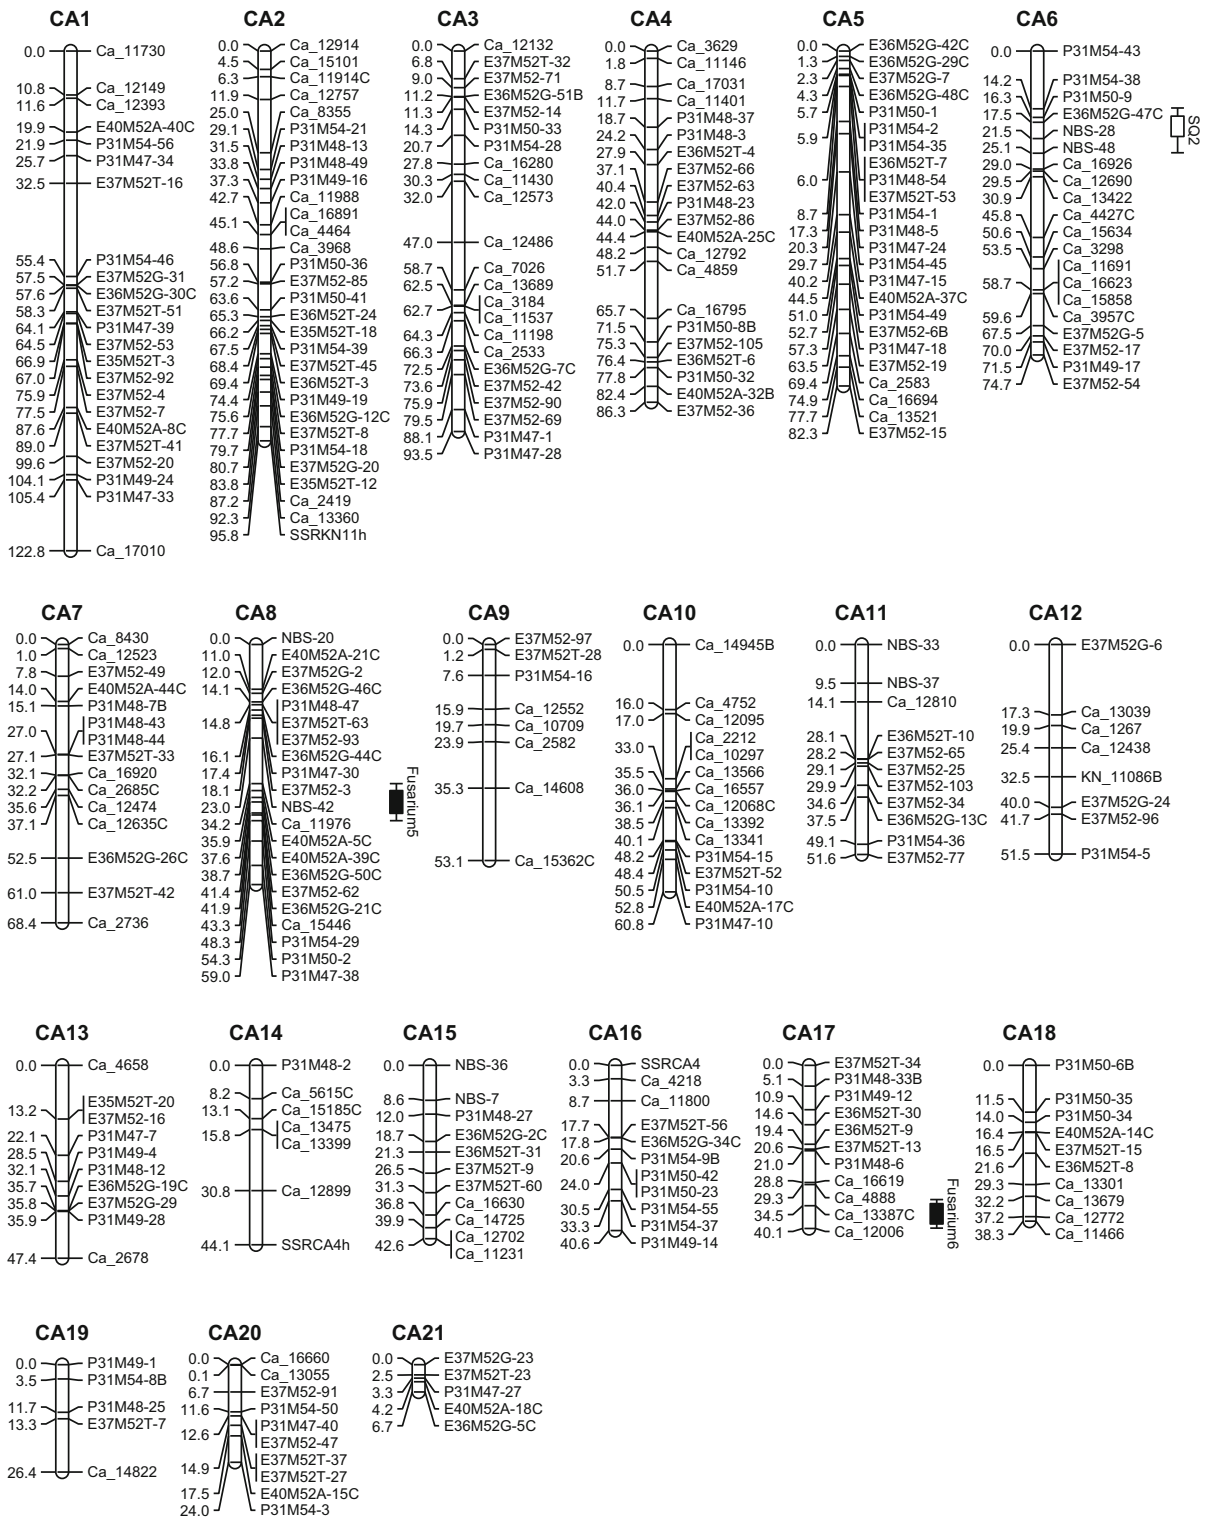 CA1
0.0 Ca_11730
10.8 Ca_12149
11.6 Ca_12393
19.9 E40M52A-40C
21.9 P31M54-56
25.7 P31M47-34
32.5 E37M52T-16
55.4 P31M54-46
57.5 E37M52G-31
57.6 E36M52G-30C
58.3 E37M52T-51
64.1 P31M47-39
64.5 E37M52-53
66.9 E35M52T-3
67.0 E37M52-92
75.9 E37M52-4
77.5 E37M52-7
87.6 E40M52A-8C
89.0 E37M52T-41
99.6 E37M52-20
104.1 P31M49-24
105.4 P31M47-33
122.8 Ca_17010
CA2
0.0 Ca_12914
4.5 Ca_15101
6.3 Ca_11914C
11.9 Ca_12757
25.0 Ca_8355
29.1 P31M54-21
31.5 P31M48-13
33.8 P31M48-49
37.3 P31M49-16
42.7 Ca_11988
45.1 Ca_16891
Ca_4464
48.6 Ca_3968
56.8 P31M50-36
57.2 E37M52-85
63.6 P31M50-41
65.3 E36M52T-24
66.2 E35M52T-18
67.5 P31M54-39
68.4 E37M52T-45
69.4 E36M52T-3
74.4 P31M49-19
75.6 E36M52G-12C
77.7 E37M52T-8
79.7 P31M54-18
80.7 E37M52G-20
83.8 E35M52T-12
87.2 Ca_2419
92.3 Ca_13360
95.8 SSRKN11h
CA3
0.0 Ca_12132
6.8 E37M52T-32
9.0 E37M52-71
11.2 E36M52G-51B
11.3 E37M52-14
14.3 P31M50-33
20.7 P31M54-28
27.8 Ca_16280
30.3 Ca_11430
32.0 Ca_12573
47.0 Ca_12486
58.7 Ca_7026
62.5 Ca_13689
62.7 Ca_3184
Ca_11537
64.3 Ca_11198
66.3 Ca_2533
72.5 E36M52G-7C
73.6 E37M52-42
75.9 E37M52-90
79.5 E37M52-69
88.1 P31M47-1
93.5 P31M47-28
CA4
0.0 Ca_3629
1.8 Ca_11146
8.7 Ca_17031
11.7 Ca_11401
18.7 P31M48-37
24.2 P31M48-3
27.9 E36M52T-4
37.1 E37M52-66
40.4 E37M52-63
42.0 P31M48-23
44.0 E37M52-86
44.4 E40M52A-25C
48.2 Ca_12792
51.7 Ca_4859
65.7 Ca_16795
71.5 P31M50-8B
75.3 E37M52-105
76.4 E36M52T-6
77.8 P31M50-32
82.4 E40M52A-32B
86.3 E37M52-36
CA5
0.0 E36M52G-42C
1.3 E36M52G-29C
2.3 E37M52G-7
4.3 E36M52G-48C
5.7 P31M50-1
5.9 P31M54-2
P31M54-35
6.0 E36M52T-7
P31M48-54
E37M52T-53
8.7 P31M54-1
17.3 P31M48-5
20.3 P31M47-24
29.7 P31M54-45
40.2 P31M47-15
44.5 E40M52A-37C
51.0 P31M54-49
52.7 E37M52-6B
57.3 P31M47-18
63.5 E37M52-19
69.4 Ca_2583
74.9 Ca_16694
77.7 Ca_13521
82.3 E37M52-15
CA6
0.0 P31M54-43
14.2 P31M54-38
16.3 P31M50-9
17.5 E36M52G-47C
21.5 NBS-28
25.1 NBS-48
29.0 Ca_16926
29.5 Ca_12690
30.9 Ca_13422
45.8 Ca_4427C
50.6 Ca_15634
53.5 Ca_3298
58.7 Ca_11691
Ca_16623
Ca_15858
59.6 Ca_3957C
67.5 E37M52G-5
70.0 E37M52-17
71.5 P31M49-17
74.7 E37M52-54
SQ2
CA7
0.0 Ca_8430
1.0 Ca_12523
7.8 E37M52-49
14.0 E40M52A-44C
15.1 P31M48-7B
27.0 P31M48-43
P31M48-44
27.1 E37M52T-33
32.1 Ca_16920
32.2 Ca_2685C
35.6 Ca_12474
37.1 Ca_12635C
52.5 E36M52G-26C
61.0 E37M52T-42
68.4 Ca_2736
CA8
0.0 NBS-20
11.0 E40M52A-21C
12.0 E37M52G-2
14.1 E36M52G-46C
14.8 P31M48-47
E37M52T-63
E37M52-93
16.1 E36M52G-44C
17.4 P31M47-30
18.1 E37M52-3
23.0 NBS-42
34.2 Ca_11976
35.9 E40M52A-5C
37.6 E40M52A-39C
38.7 E36M52G-50C
41.4 E37M52-62
41.9 E36M52G-21C
43.3 Ca_15446
48.3 P31M54-29
54.3 P31M50-2
59.0 P31M47-38
Fusarium5
CA9
0.0 E37M52-97
1.2 E37M52T-28
7.6 P31M54-16
15.9 Ca_12552
19.7 Ca_10709
23.9 Ca_2582
35.3 Ca_14608
53.1 Ca_15362C
CA10
0.0 Ca_14945B
16.0 Ca_4752
17.0 Ca_12095
33.0 Ca_2212
Ca_10297
35.5 Ca_13566
36.0 Ca_16557
36.1 Ca_12068C
38.5 Ca_13392
40.1 Ca_13341
48.2 P31M54-15
48.4 E37M52T-52
50.5 P31M54-10
52.8 E40M52A-17C
60.8 P31M47-10
CA11
0.0 NBS-33
9.5 NBS-37
14.1 Ca_12810
28.1 E36M52T-10
28.2 E37M52-65
29.1 E37M52-25
29.9 E37M52-103
34.6 E37M52-34
37.5 E36M52G-13C
49.1 P31M54-36
51.6 E37M52-77
CA12
0.0 E37M52G-6
17.3 Ca_13039
19.9 Ca_1267
25.4 Ca_12438
32.5 KN_11086B
40.0 E37M52G-24
41.7 E37M52-96
51.5 P31M54-5
CA13
0.0 Ca_4658
13.2 E35M52T-20
E37M52-16
22.1 P31M47-7
28.5 P31M49-4
32.1 P31M48-12
35.7 E36M52G-19C
35.8 E37M52G-29
35.9 P31M49-28
47.4 Ca_2678
CA14
0.0 P31M48-2
8.2 Ca_5615C
13.1 Ca_15185C
15.8 Ca_13475
Ca_13399
30.8 Ca_12899
44.1 SSRCA4h
CA15
0.0 NBS-36
8.6 NBS-7
12.0 P31M48-27
18.7 E36M52G-2C
21.3 E36M52T-31
26.5 E37M52T-9
31.3 E37M52T-60
36.8 Ca_16630
39.9 Ca_14725
42.6 Ca_12702
Ca_11231
CA16
0.0 SSRCA4
3.3 Ca_4218
8.7 Ca_11800
17.7 E37M52T-56
17.8 E36M52G-34C
20.6 P31M54-9B
24.0 P31M50-42
P31M50-23
30.5 P31M54-55
33.3 P31M54-37
40.6 P31M49-14
CA17
0.0 E37M52T-34
5.1 P31M48-33B
10.9 P31M49-12
14.6 E36M52T-30
19.4 E36M52T-9
20.6 E37M52T-13
21.0 P31M48-6
28.8 Ca_16619
29.3 Ca_4888
34.5 Ca_13387C
40.1 Ca_12006
Fusarium6
CA18
0.0 P31M50-6B
11.5 P31M50-35
14.0 P31M50-34
16.4 E40M52A-14C
16.5 E37M52T-15
21.6 E36M52T-8
29.3 Ca_13301
32.2 Ca_13679
37.2 Ca_12772
38.3 Ca_11466
CA19
0.0 P31M49-1
3.5 P31M54-8B
11.7 P31M48-25
13.3 E37M52T-7
26.4 Ca_14822
CA20
0.0 Ca_16660
0.1 Ca_13055
6.7 E37M52-91
11.6 P31M54-50
12.6 P31M47-40
E37M52-47
14.9 E37M52T-37
E37M52T-27
17.5 E40M52A-15C
24.0 P31M54-3
CA21
0.0 E37M52G-23
2.5 E37M52T-23
3.3 P31M47-27
4.2 E40M52A-18C
6.7 E36M52G-5C